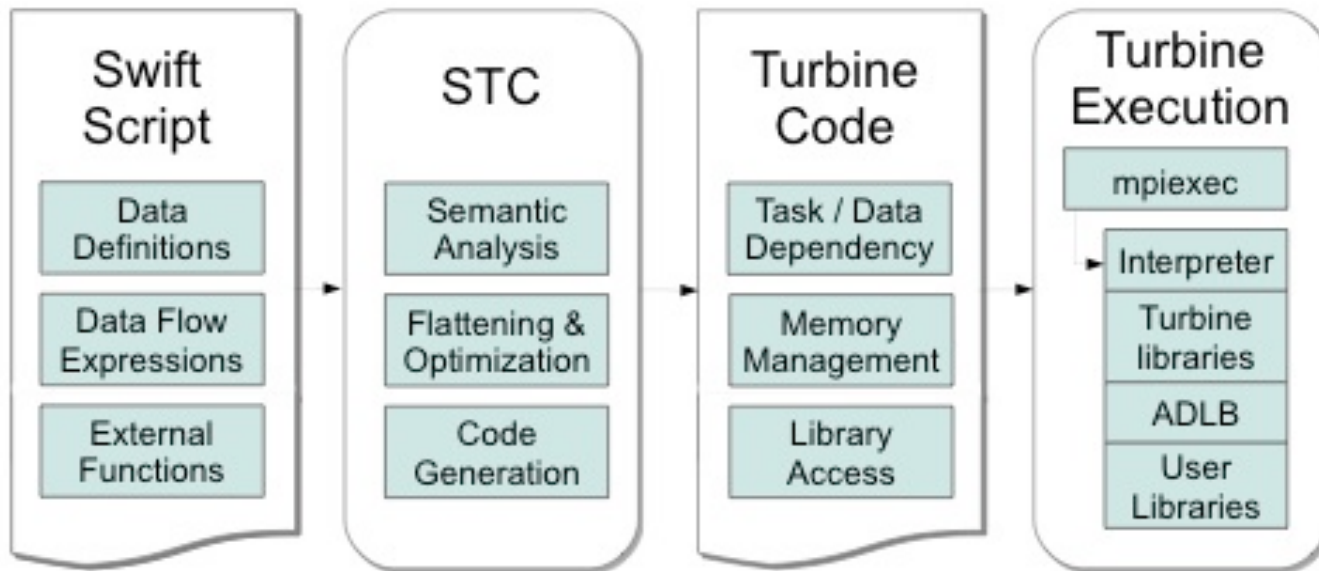 Swift
Script
Data
Definitions
Data Flow
Expressions
External
Functions
STC
Semantic
Analysis
Flattening &
Optimization
Code
Generation
Turbine
Code
Task / Data
Dependency
Memory
Management
Library
Access
Turbine
Execution
mpiexec
Interpreter
Turbine
libraries
ADLB
User
Libraries